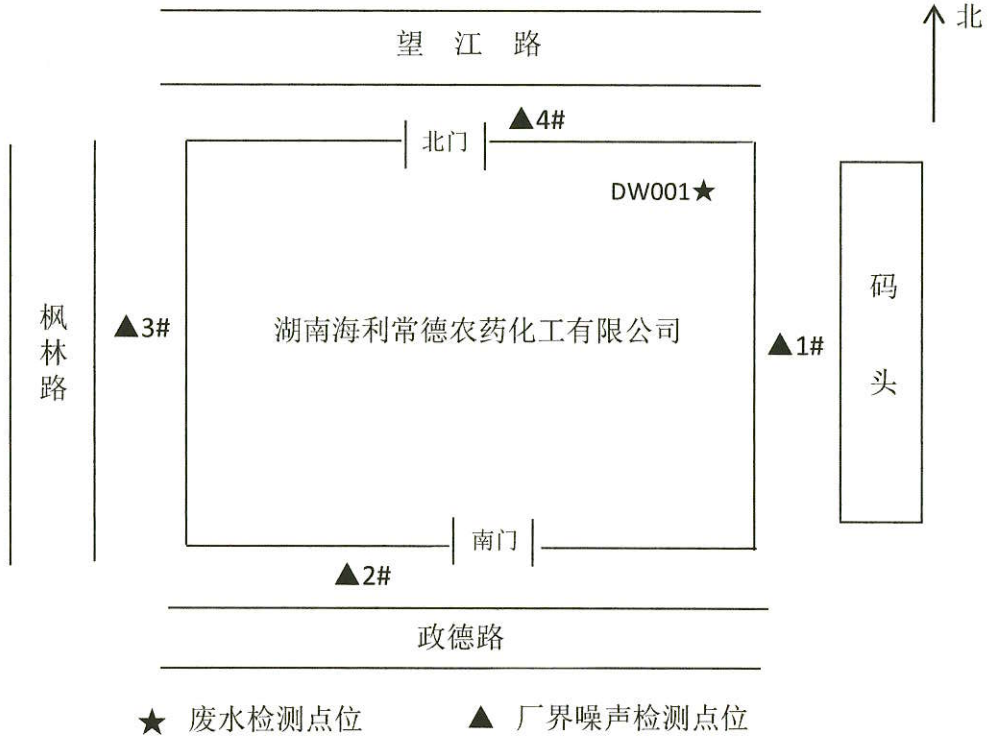 望江路
北
▲4#
北门
DW001★
枫林路
▲3#
湖南海利常德农药化工有限公司
▲1#
码头
南门
▲2#
政德路
★ 废水检测点位 ▲ 厂界噪声检测点位